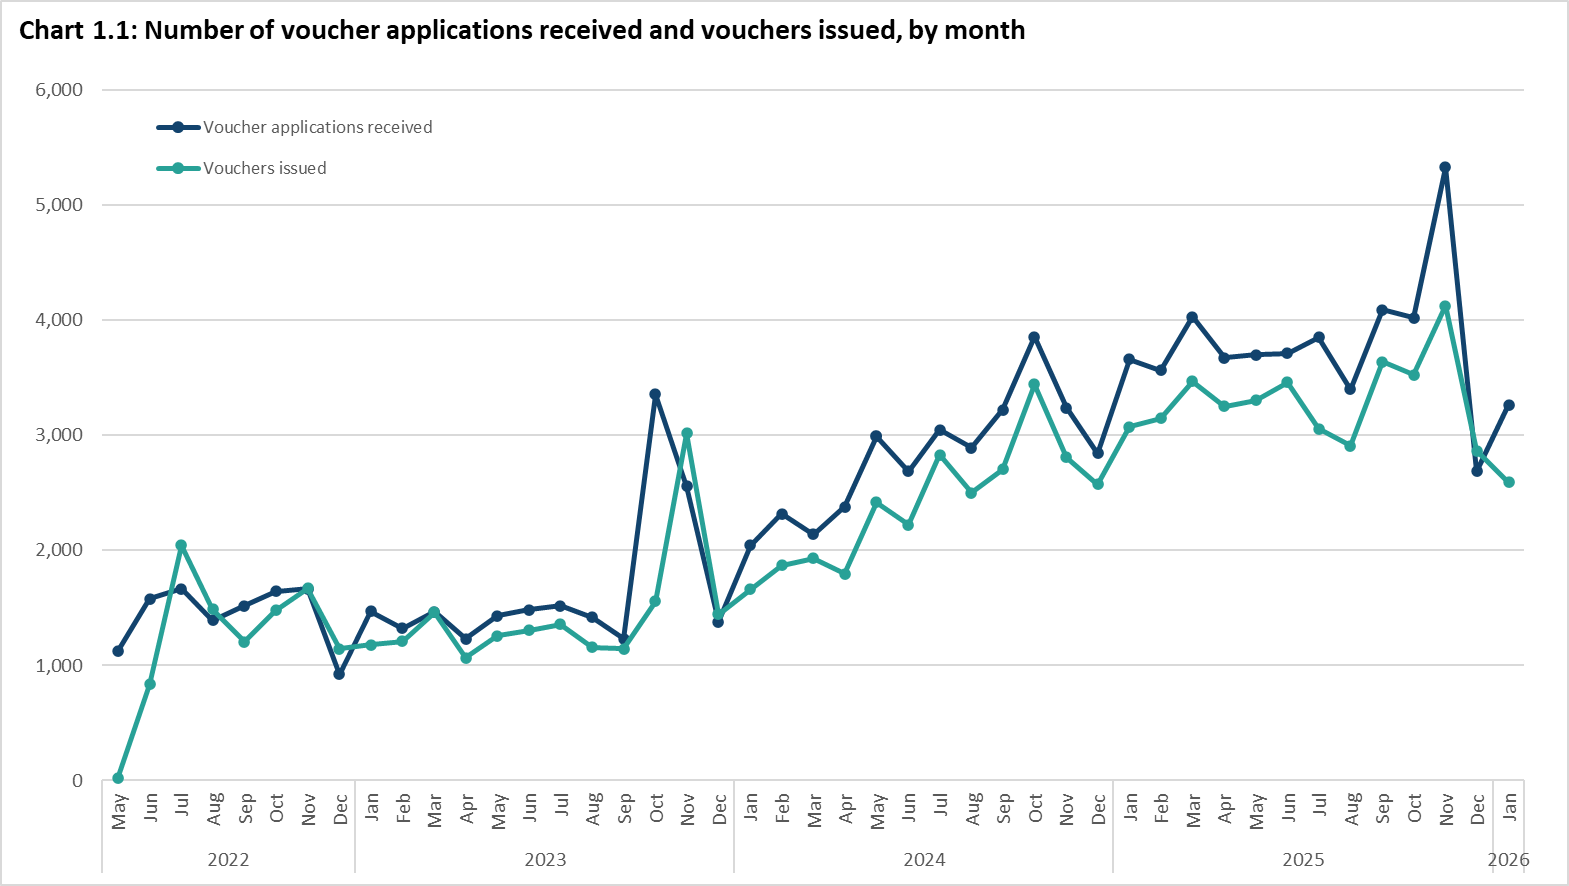 Chart 1.1: Number of voucher applications received and vouchers issued, by month
6,000
Voucher applications received
Vouchers issued
5,000
4,000
3,000
2,000
1,000
0
May Jun Jul Aug Sep Oct Nov Dec Jan Feb Mar Apr May Jun Jul Aug Sep Oct Nov Dec Jan Feb Mar Apr May Jun Jul Aug Sep Oct Nov Dec Jan Feb Mar Apr May Jun Jul Aug Sep Oct Nov Dec Jan
2022 2023 2024 2025 2026